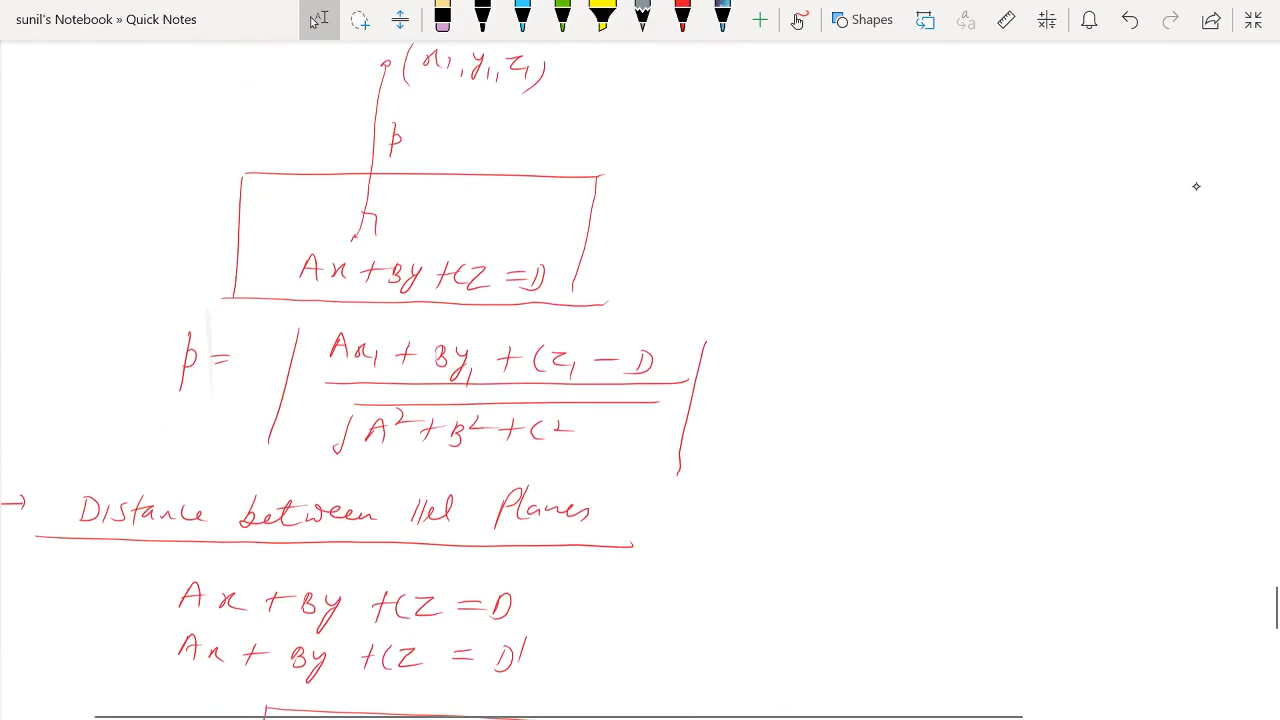 sunil's Notebook » Quick Notes
Shapes
(x₁, y₁, z₁)
p
Ax + By + Cz = D
p = | Ax₁ + By₁ + Cz₁ − D / √A² + B² + C² |
→ Distance between llel Planes
Ax + By + Cz = D
Ax + By + Cz = D'